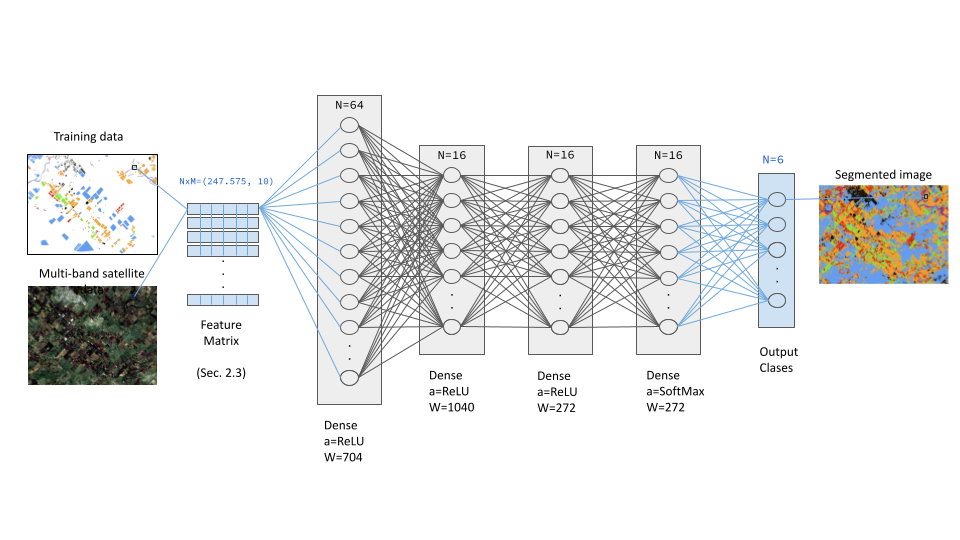 Training data
Multi-band satellite
data
NxM=(247.575, 10)
Feature
Matrix
(Sec. 2.3)
N=64
Dense
a=ReLU
W=704
N=16
Dense
a=ReLU
W=1040
N=16
Dense
a=ReLU
W=272
N=16
Dense
a=SoftMax
W=272
N=6
Output
Clases
Segmented image